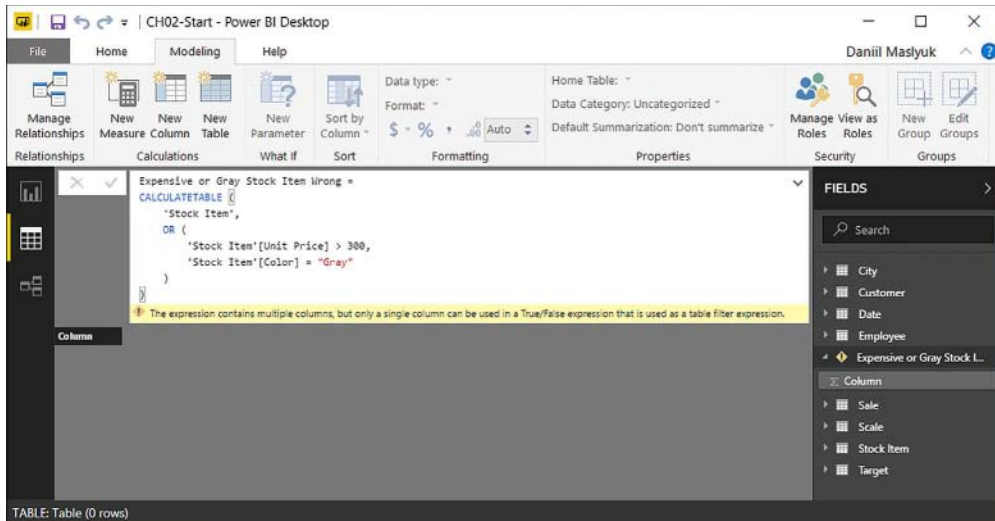 CH02-Start - Power BI Desktop
File Home Modeling Help Daniil Maslyuk
Manage Relationships
New Measure
New Column
New Table
New Parameter
Sort by Column
Data type:
Format:
$ - % , .00 Auto
Home Table:
Data Category: Uncategorized
Default Summarization: Don't summarize
Manage Roles
View as Roles
New Group
Edit Groups
Relationships Calculations What If Sort Formatting Properties Security Groups
Expensive or Gray Stock Item Wrong =
CALCULATETABLE (
'Stock Item',
OR (
'Stock Item'[Unit Price] > 300,
'Stock Item'[Color] = "Gray"
)
)
The expression contains multiple columns, but only a single column can be used in a True/False expression that is used as a table filter expression.
Column
FIELDS
Search
City
Customer
Date
Employee
Expensive or Gray Stock I...
Σ Column
Sale
Scale
Stock Item
Target
TABLE: Table (0 rows)